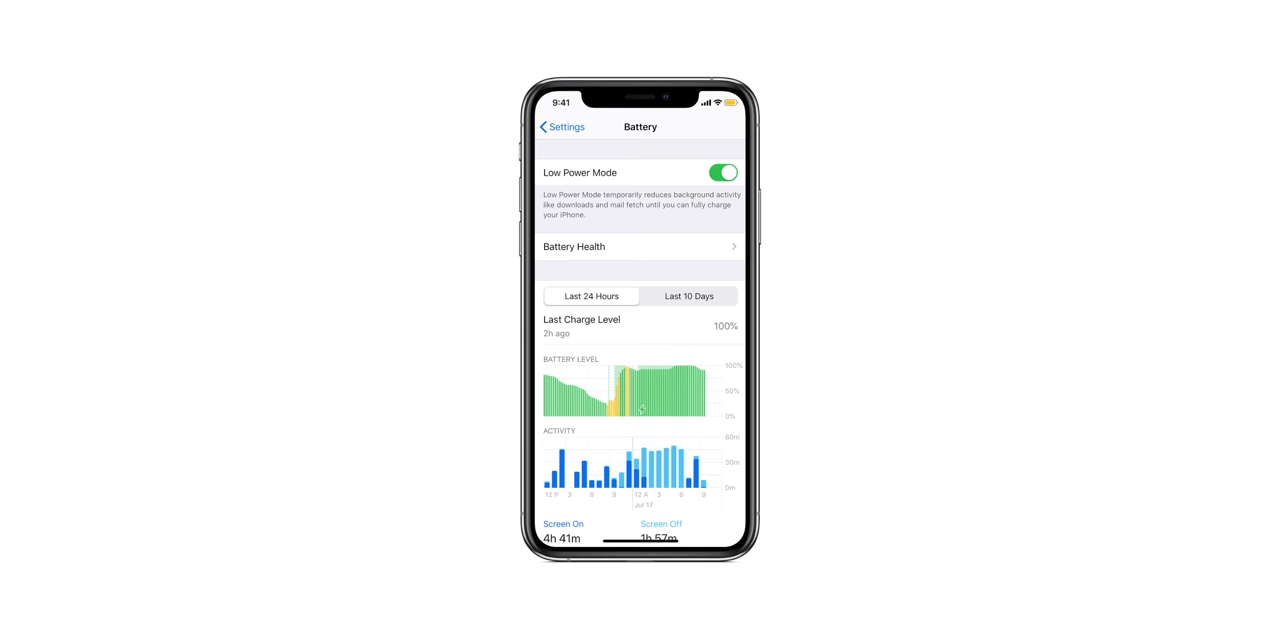 9:41
Settings
Battery
Low Power Mode
Low Power Mode temporarily reduces background activity
like downloads and mail fetch until you can fully charge
your iPhone.
Battery Health
Last 24 Hours
Last 10 Days
Last Charge Level
100%
2h ago
BATTERY LEVEL
100%
50%
0%
ACTIVITY
60m
30m
0m
12 P 3 6 9 12 A 3 6 9
Jul 17
Screen On
Screen Off
4h 41m
1h 57m